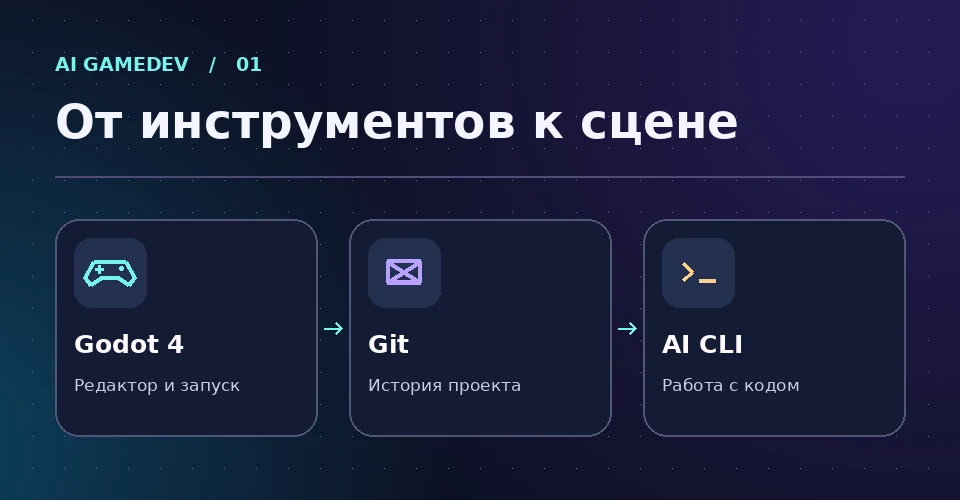 AI GAMEDEV / 01
От инструментов к сцене
Godot 4
Редактор и запуск
→
Git
История проекта
→
AI CLI
Работа с кодом